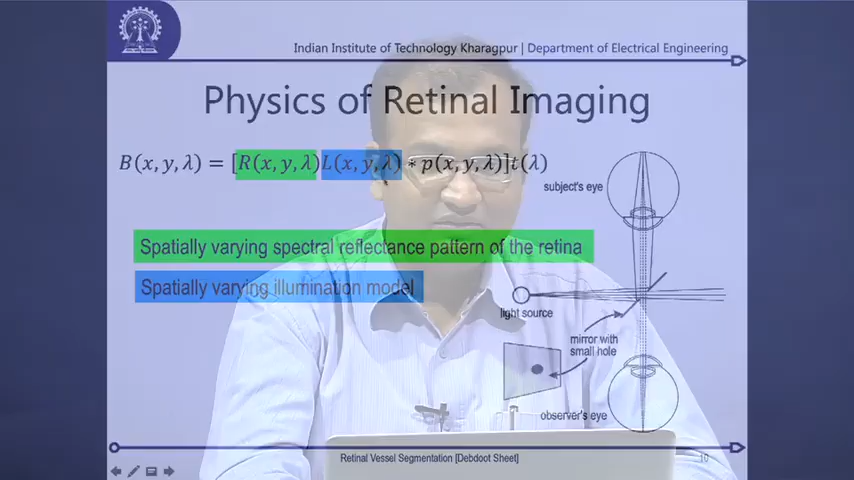 Indian Institute of Technology Kharagpur | Department of Electrical Engineering
Physics of Retinal Imaging
B(x, y, λ) = [R(x, y, λ)L(x, y, λ) * p(x, y, λ)]t(λ)
subject's eye
Spatially varying spectral reflectance pattern of the retina
Spatially varying illumination model
light source
mirror with
small hole
observer's eye
Retinal Vessel Segmentation [Debdoot Sheet]
10